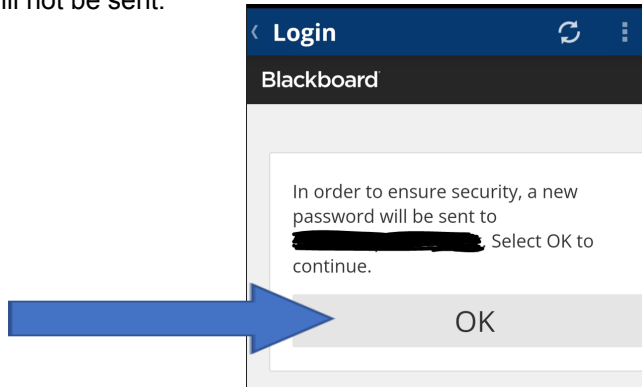 ill not be sent.
Login
Blackboard
In order to ensure security, a new
password will be sent to
. Select OK to
continue.
OK